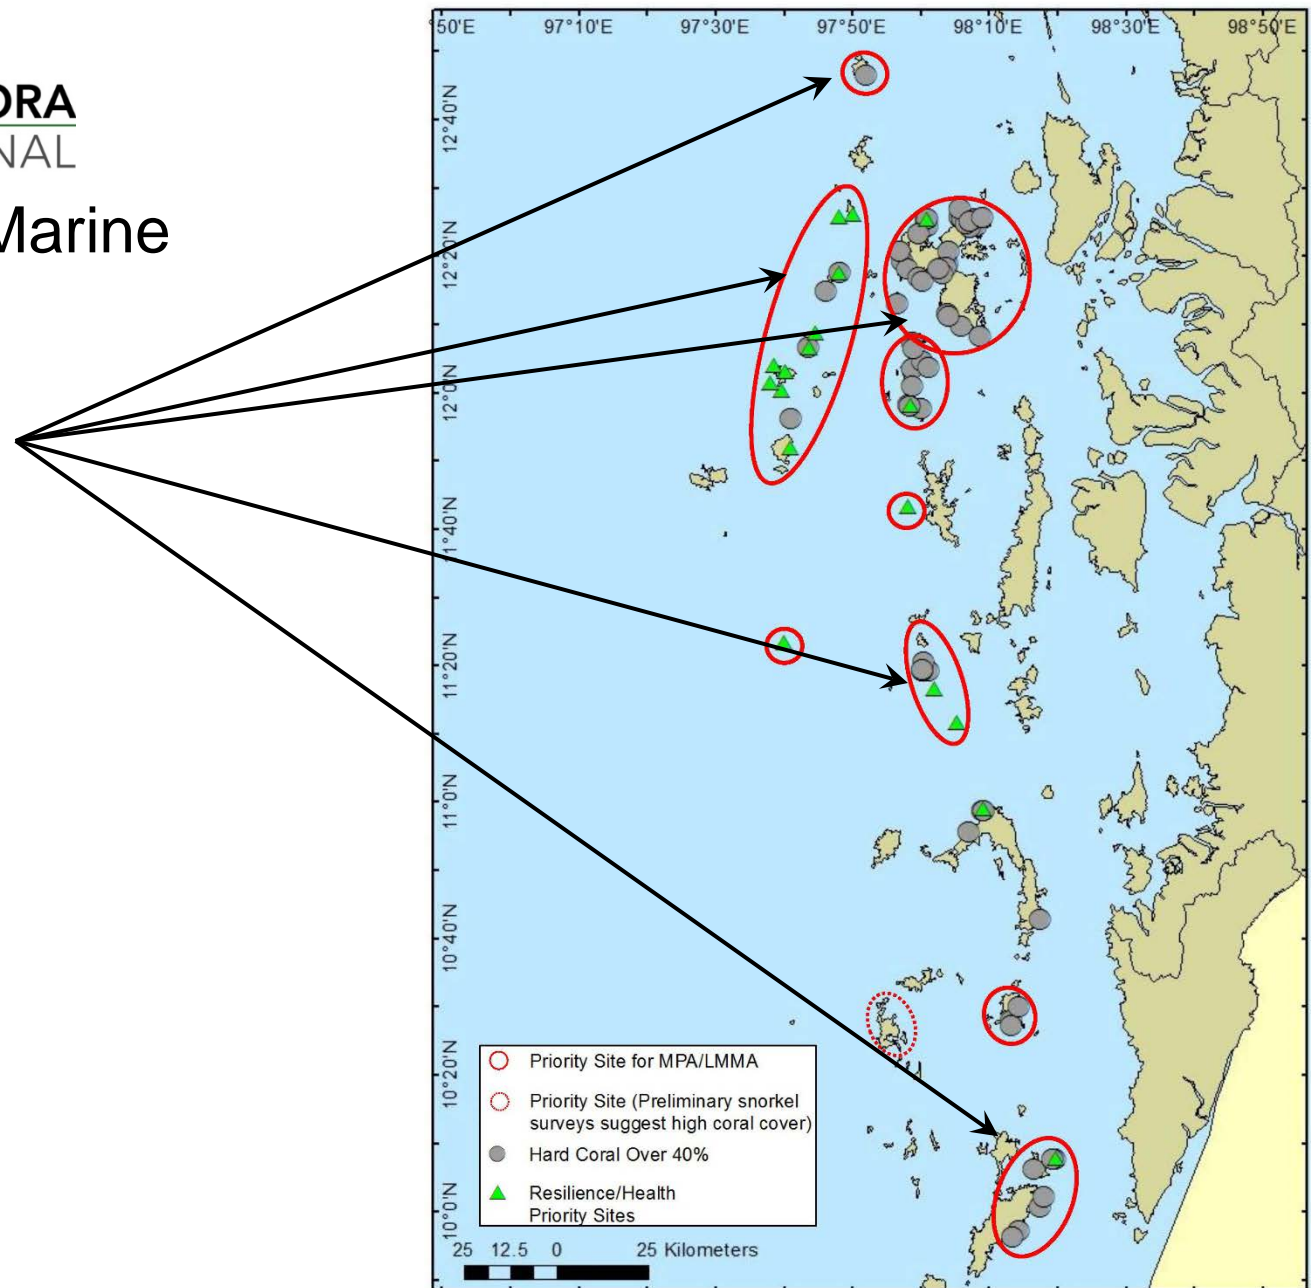 ORA
NAL
Marine
50'E 97°10'E 97°30'E 97°50'E 98°10'E 98°30'E 98°50'E
12°40'N
12°20'N
12°0'N
1°40'N
11°20'N
11°0'N
10°40'N
10°20'N
10°0'N
Priority Site for MPA/LMMA
Priority Site (Preliminary snorkel
surveys suggest high coral cover)
Hard Coral Over 40%
Resilience/Health
Priority Sites
25 12.5 0 25 Kilometers